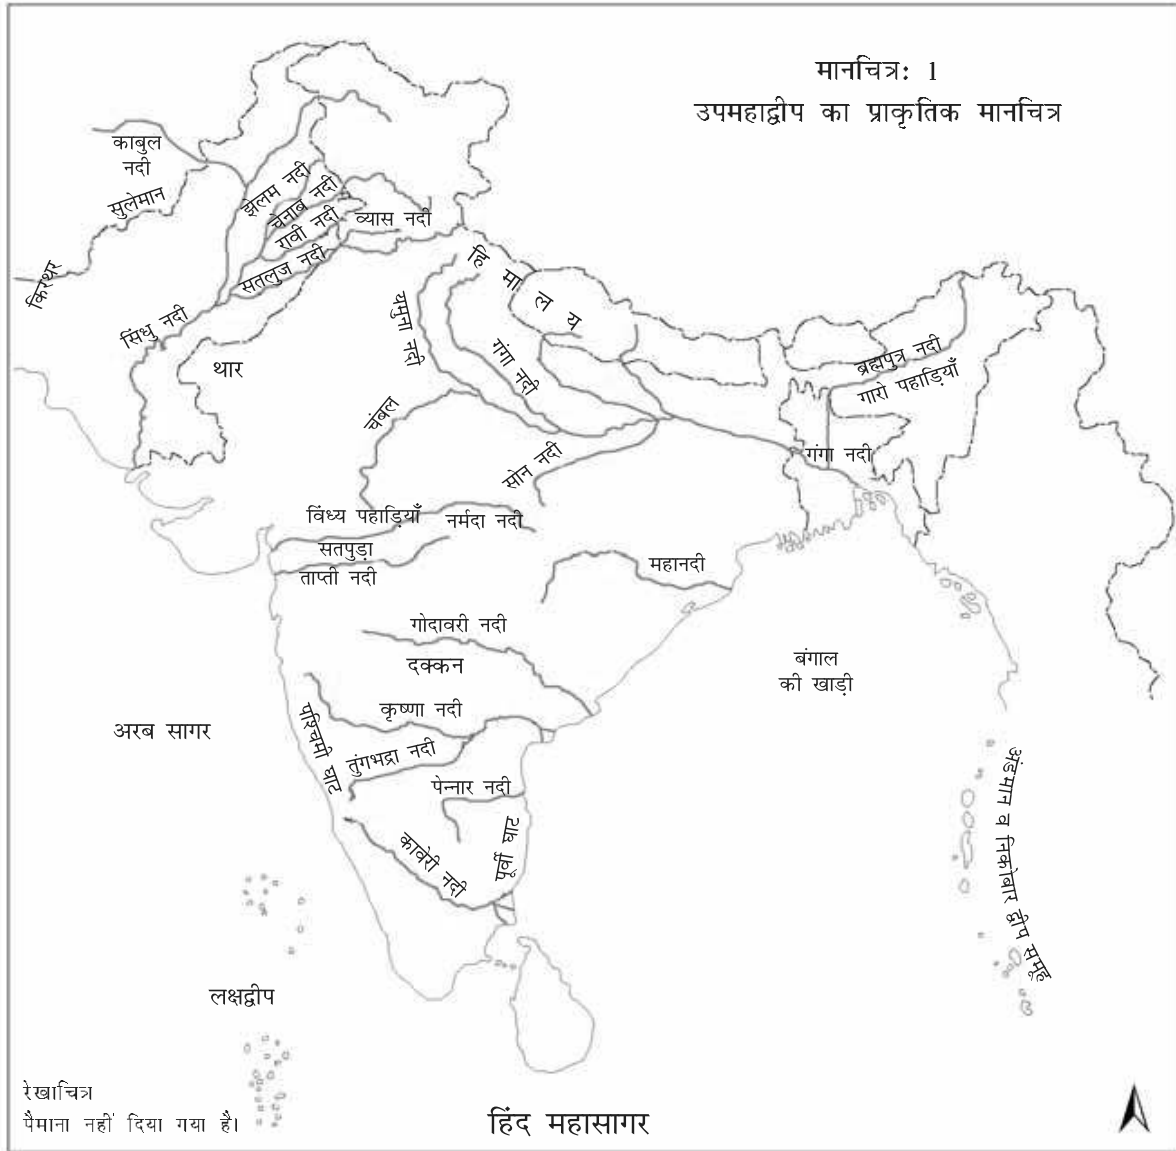 मानचित्र: 1
उपमहाद्वीप का प्राकृतिक मानचित्र
काबुल
नदी
सुलेमान
किरथर
झेलम नदी
चेनाब नदी
रावी नदी
व्यास नदी
सतलुज नदी
सिंधु नदी
थार
हिमालय
यमुना नदी
गंगा नदी
ब्रह्मपुत्र नदी
गारो पहाड़ियाँ
चंबल
सोन नदी
गंगा नदी
विंध्य पहाड़ियाँ
नर्मदा नदी
सतपुड़ा
ताप्ती नदी
महानदी
गोदावरी नदी
दक्कन
बंगाल
की खाड़ी
कृष्णा नदी
अरब सागर
पश्चिमी घाट
तुंगभद्रा नदी
पेन्नार नदी
पूर्वी घाट
कावेरी नदी
अंडमान व निकोबार द्वीप समूह
लक्षद्वीप
रेखाचित्र
पैमाना नहीं दिया गया है।
हिंद महासागर